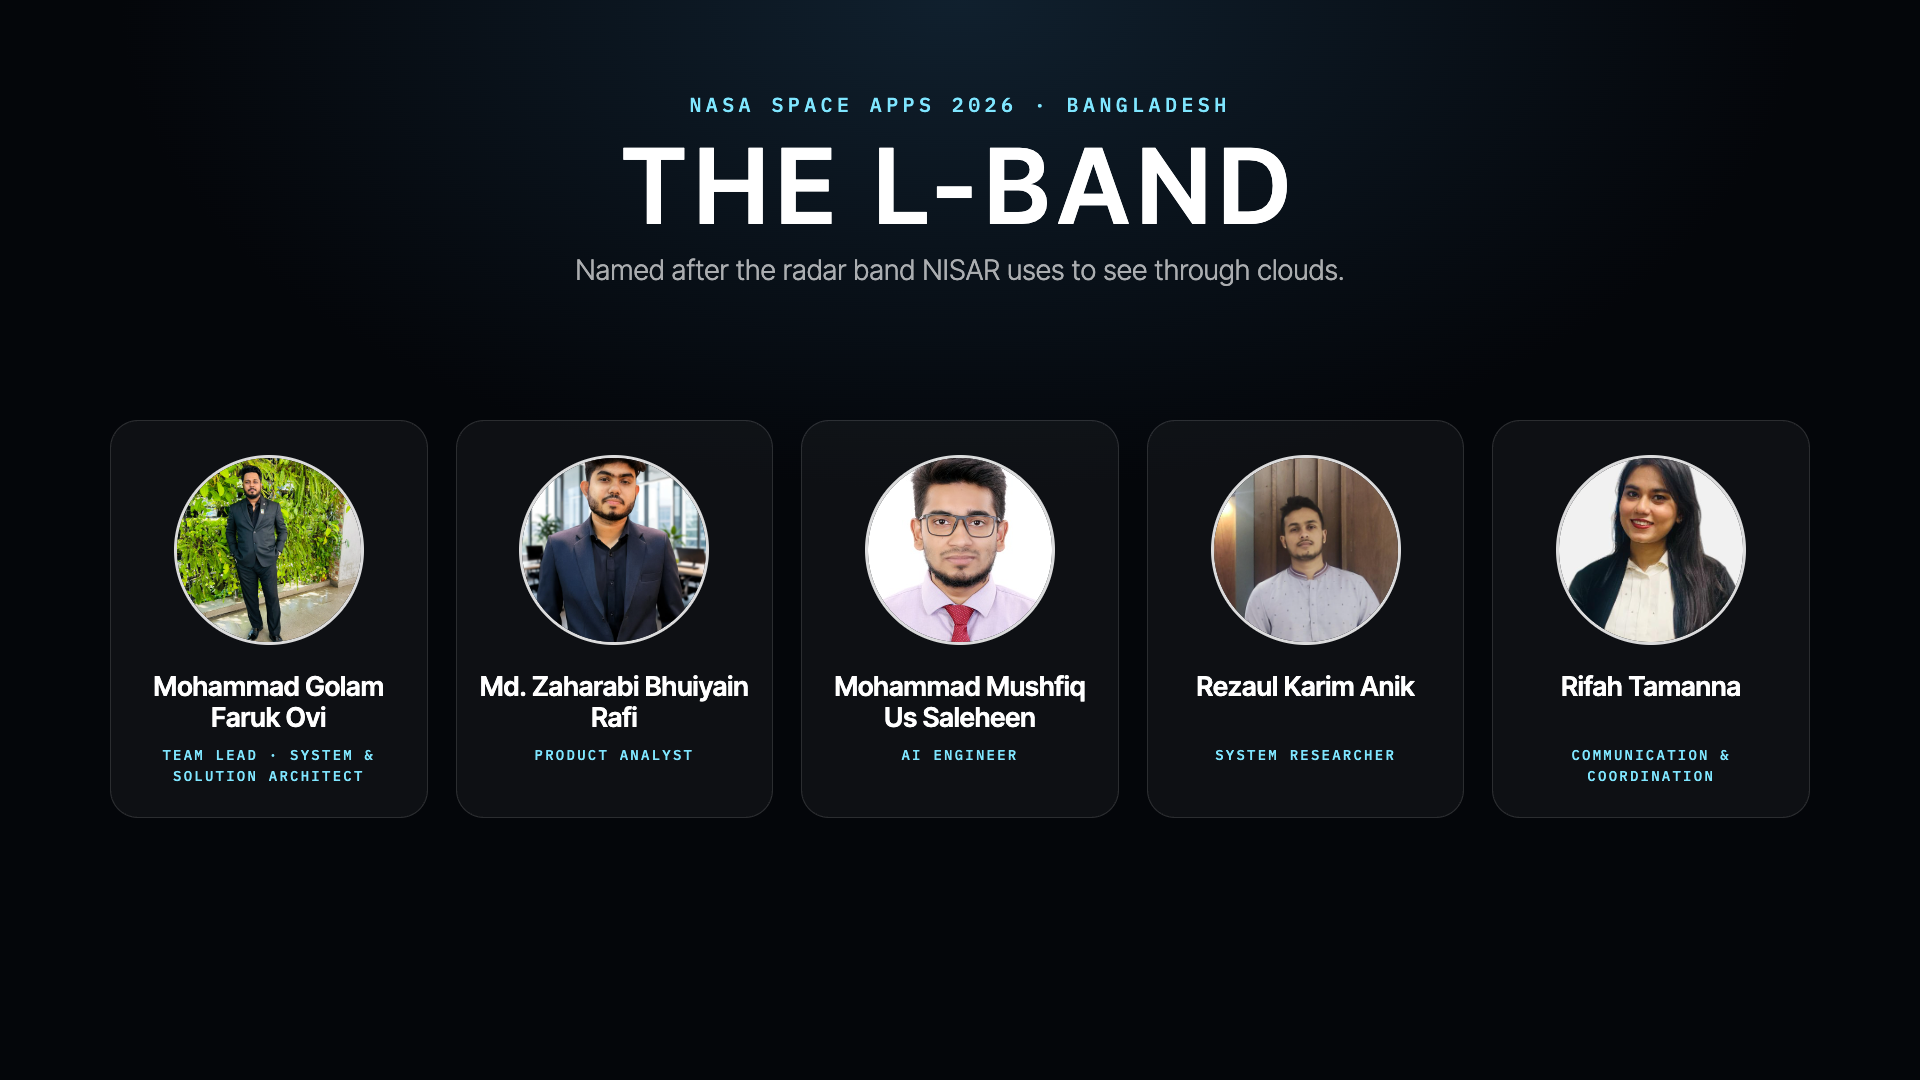 NASA SPACE APPS 2026 · BANGLADESH
THE L-BAND
Named after the radar band NISAR uses to see through clouds.
Mohammad Golam
Faruk Ovi
TEAM LEAD · SYSTEM &
SOLUTION ARCHITECT
Md. Zaharabi Bhuiyain
Rafi
PRODUCT ANALYST
Mohammad Mushfiq
Us Saleheen
AI ENGINEER
Rezaul Karim Anik
SYSTEM RESEARCHER
Rifah Tamanna
COMMUNICATION &
COORDINATION